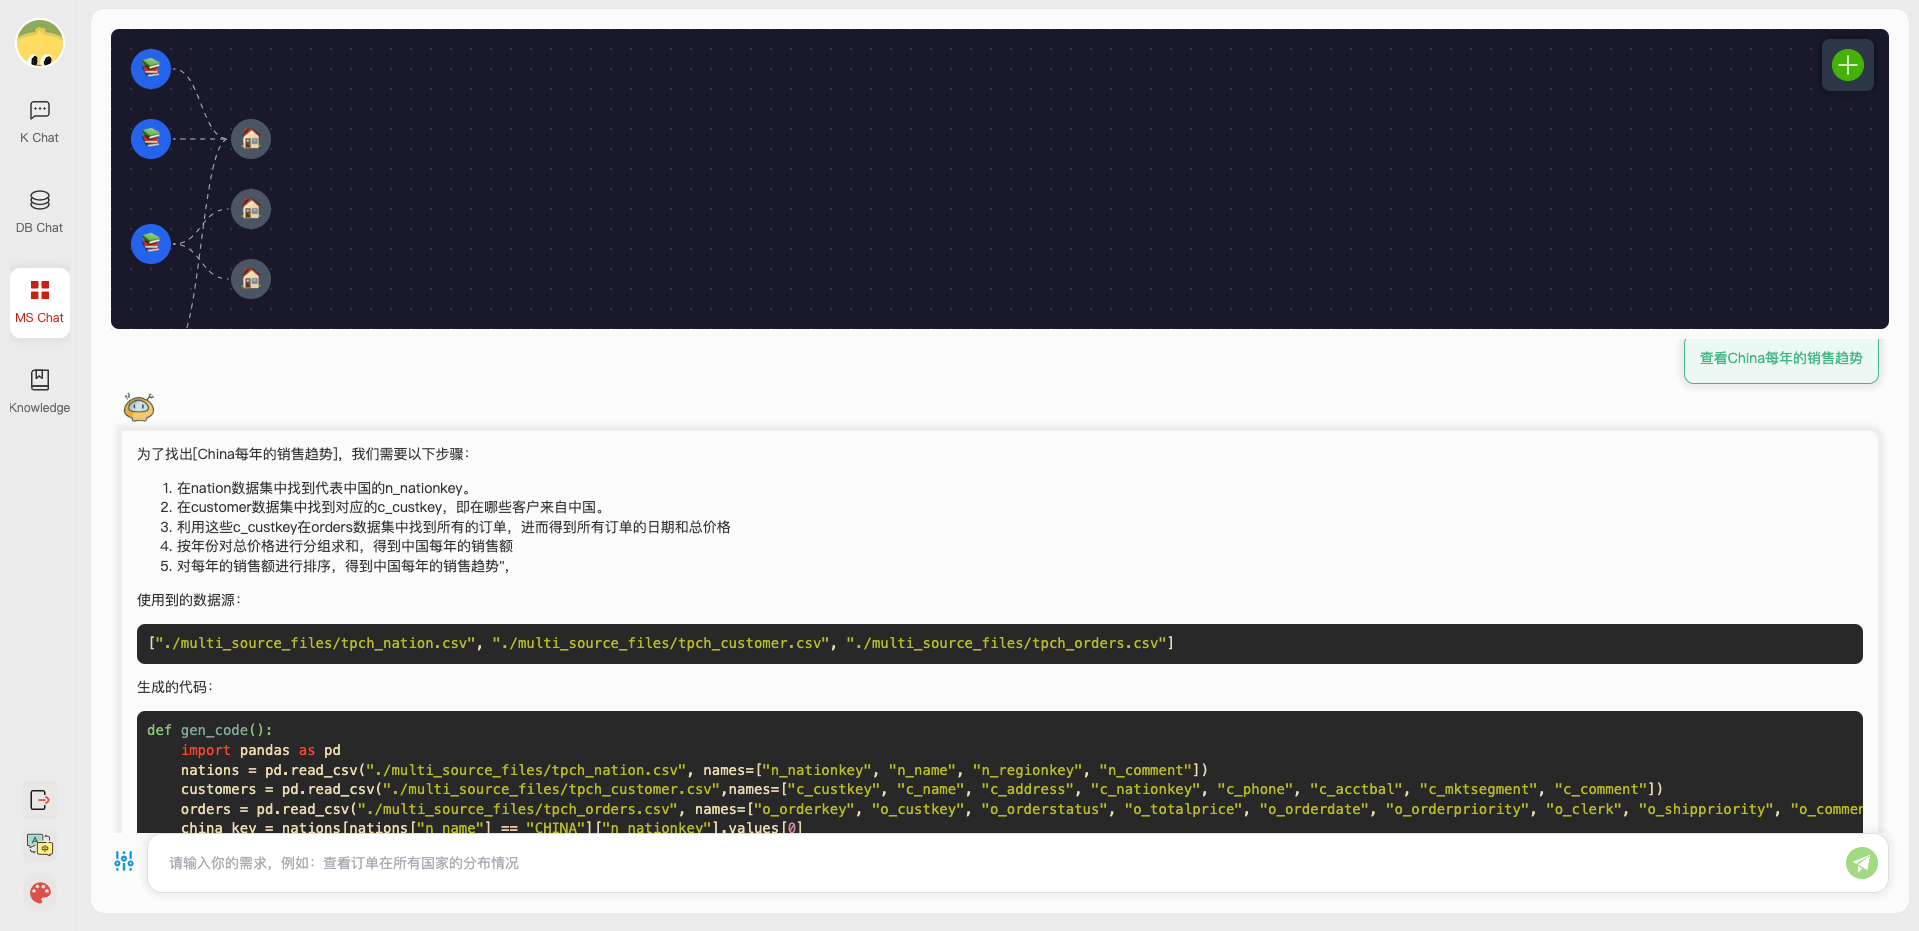 K Chat
DB Chat
MS Chat
Knowledge
查看China每年的销售趋势
为了找出[China每年的销售趋势]，我们需要以下步骤：
1. 在nation数据集中找到代表中国的n_nationkey。
2. 在customer数据集中找到对应的c_custkey，即在哪些客户来自中国。
3. 利用这些c_custkey在orders数据集中找到所有的订单，进而得到所有订单的日期和总价格
4. 按年份对总价格进行分组求和，得到中国每年的销售额
5. 对每年的销售额进行排序，得到中国每年的销售趋势",
使用到的数据源：
["./multi_source_files/tpch_nation.csv", "./multi_source_files/tpch_customer.csv", "./multi_source_files/tpch_orders.csv"]
生成的代码：
def gen_code():
    import pandas as pd
    nations = pd.read_csv("./multi_source_files/tpch_nation.csv", names=["n_nationkey", "n_name", "n_regionkey", "n_comment"])
    customers = pd.read_csv("./multi_source_files/tpch_customer.csv",names=["c_custkey", "c_name", "c_address", "c_nationkey", "c_phone", "c_acctbal", "c_mktsegment", "c_comment"])
    orders = pd.read_csv("./multi_source_files/tpch_orders.csv", names=["o_orderkey", "o_custkey", "o_orderstatus", "o_totalprice", "o_orderdate", "o_orderpriority", "o_clerk", "o_shippriority", "o_commen
    china_key = nations[nations["n_name"] == "CHINA"]["n_nationkey"].values[0]
请输入你的需求，例如：查看订单在所有国家的分布情况